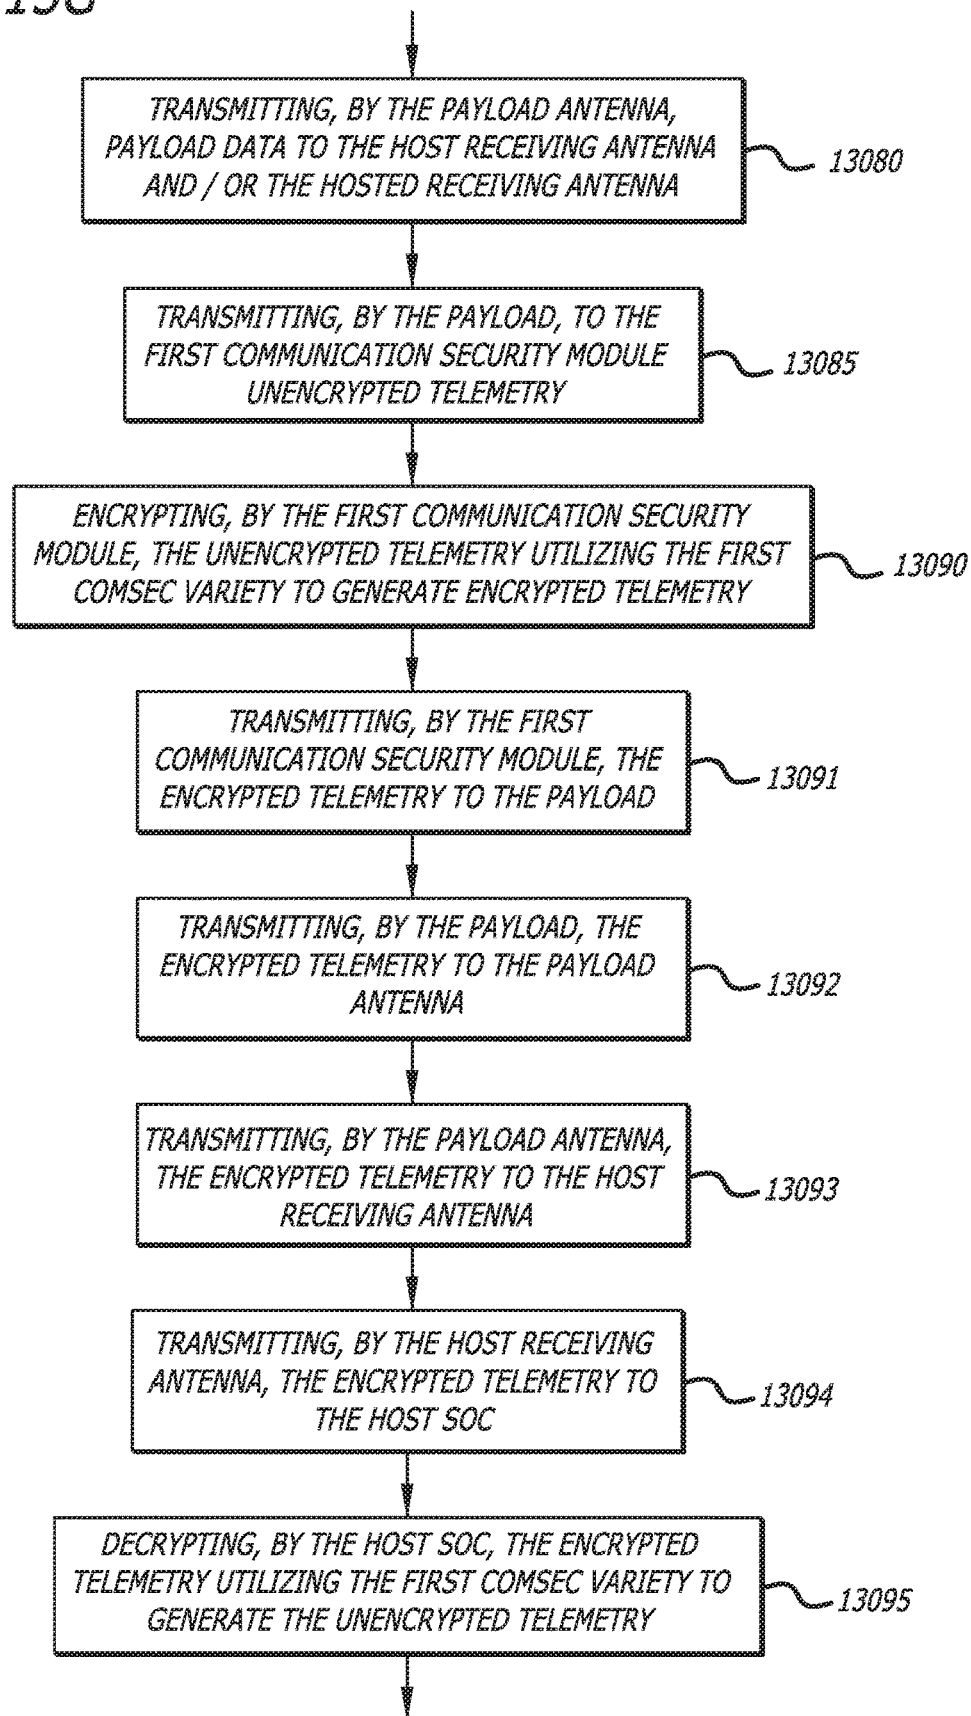 TRANSMITTING, BY THE PAYLOAD ANTENNA,
PAYLOAD DATA TO THE HOST RECEIVING ANTENNA
AND / OR THE HOSTED RECEIVING ANTENNA
13080
TRANSMITTING, BY THE PAYLOAD, TO THE
FIRST COMMUNICATION SECURITY MODULE
UNENCRYPTED TELEMETRY
13085
ENCRYPTING, BY THE FIRST COMMUNICATION SECURITY
MODULE, THE UNENCRYPTED TELEMETRY UTILIZING THE FIRST
COMSEC VARIETY TO GENERATE ENCRYPTED TELEMETRY
13090
TRANSMITTING, BY THE FIRST
COMMUNICATION SECURITY MODULE, THE
ENCRYPTED TELEMETRY TO THE PAYLOAD
13091
TRANSMITTING, BY THE PAYLOAD, THE
ENCRYPTED TELEMETRY TO THE PAYLOAD
ANTENNA
13092
TRANSMITTING, BY THE PAYLOAD ANTENNA,
THE ENCRYPTED TELEMETRY TO THE HOST
RECEIVING ANTENNA
13093
TRANSMITTING, BY THE HOST RECEIVING
ANTENNA, THE ENCRYPTED TELEMETRY TO
THE HOST SOC
13094
DECRYPTING, BY THE HOST SOC, THE ENCRYPTED
TELEMETRY UTILIZING THE FIRST COMSEC VARIETY TO
GENERATE THE UNENCRYPTED TELEMETRY
13095